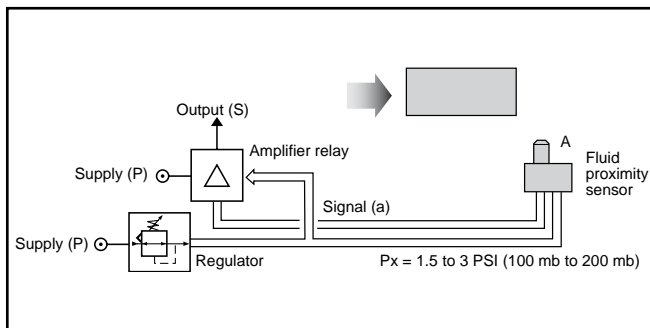 Output (S)
A
Amplifier relay
Fluid
proximity
sensor
Supply (P)
Signal (a)
Supply (P)
Regulator
Px = 1.5 to 3 PSI (100 mb to 200 mb)